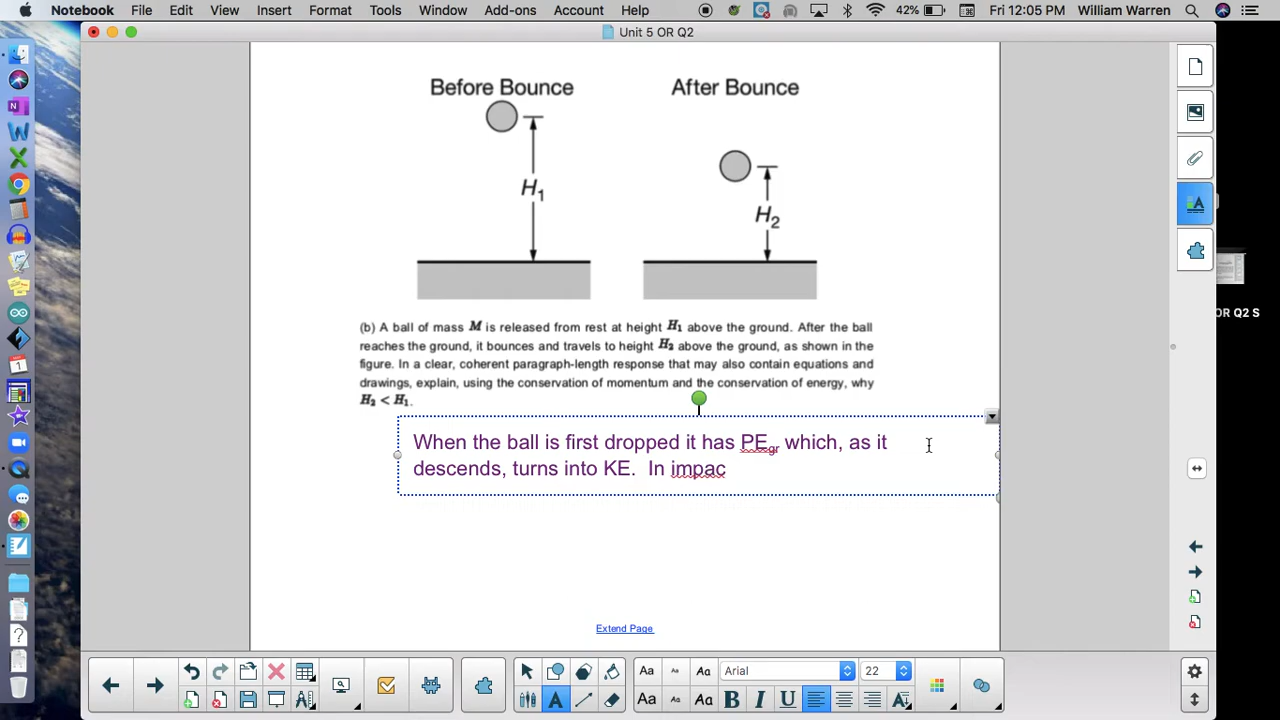 Notebook File Edit View Insert Format Tools Window Add-ons Account Help 42% Fri 12:05 PM William Warren
Unit 5 OR Q2
Before Bounce After Bounce
H1
H2
(b) A ball of mass M is released from rest at height H1 above the ground. After the ball
reaches the ground, it bounces and travels to height H2 above the ground, as shown in the
figure. In a clear, coherent paragraph-length response that may also contain equations and
drawings, explain, using the conservation of momentum and the conservation of energy, why
H2 < H1.
When the ball is first dropped it has PEgr which, as it
descends, turns into KE.  In impac
OR Q2 S
Extend Page
Aa Aa Aa Arial 22
Aa Aa Aa B I U